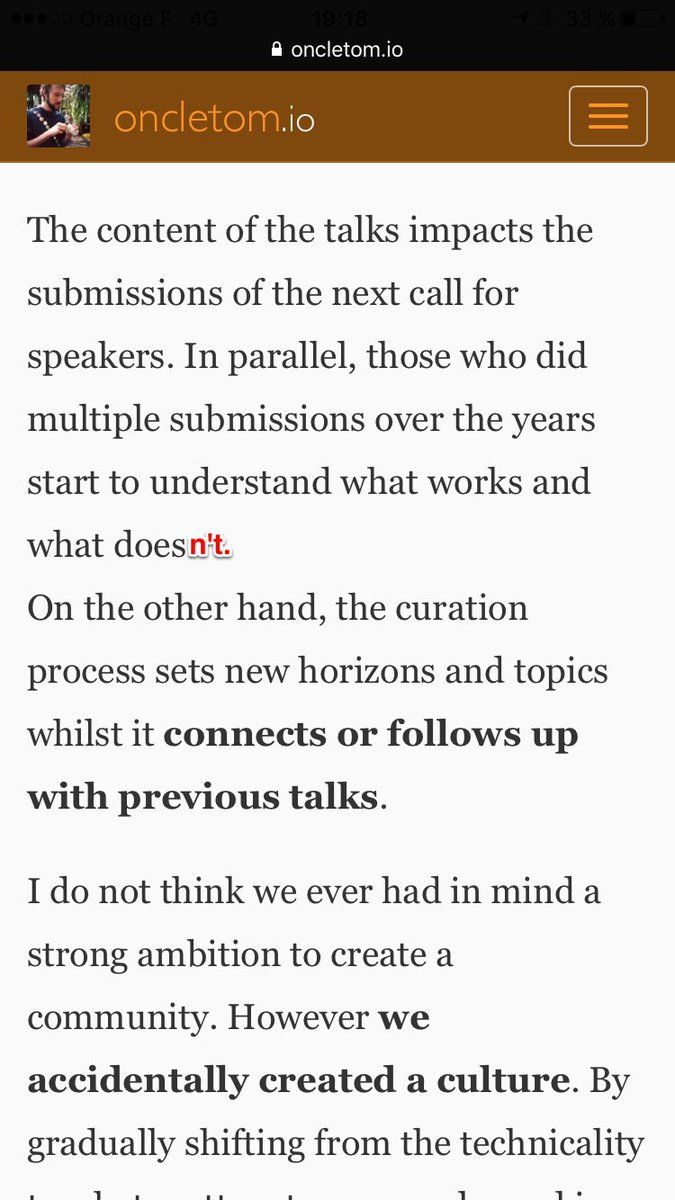 Orange F 4G 19:18 33 %
oncletom.io
oncletom.io
The content of the talks impacts the
submissions of the next call for
speakers. In parallel, those who did
multiple submissions over the years
start to understand what works and
what doesn't.
On the other hand, the curation
process sets new horizons and topics
whilst it connects or follows up
with previous talks.
I do not think we ever had in mind a
strong ambition to create a
community. However we
accidentally created a culture. By
gradually shifting from the technicality